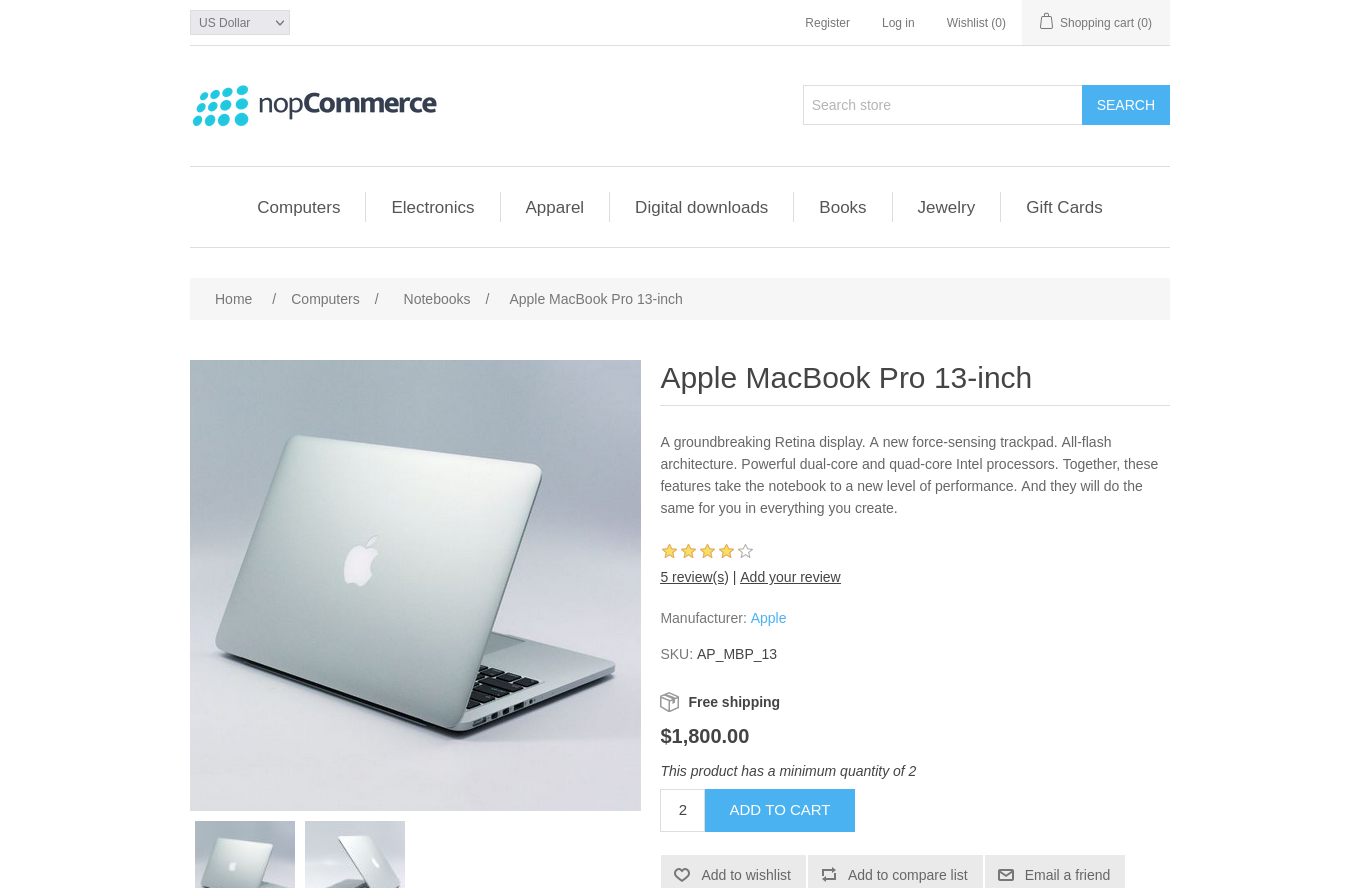 US Dollar
Register
Log in
Wishlist (0)
Shopping cart (0)
nopCommerce
Search store
SEARCH
Computers
Electronics
Apparel
Digital downloads
Books
Jewelry
Gift Cards
Home / Computers / Notebooks / Apple MacBook Pro 13-inch
Apple MacBook Pro 13-inch
A groundbreaking Retina display. A new force-sensing trackpad. All-flash
architecture. Powerful dual-core and quad-core Intel processors. Together, these
features take the notebook to a new level of performance. And they will do the
same for you in everything you create.
5 review(s) | Add your review
Manufacturer: Apple
SKU: AP_MBP_13
Free shipping
$1,800.00
This product has a minimum quantity of 2
2
ADD TO CART
Add to wishlist
Add to compare list
Email a friend